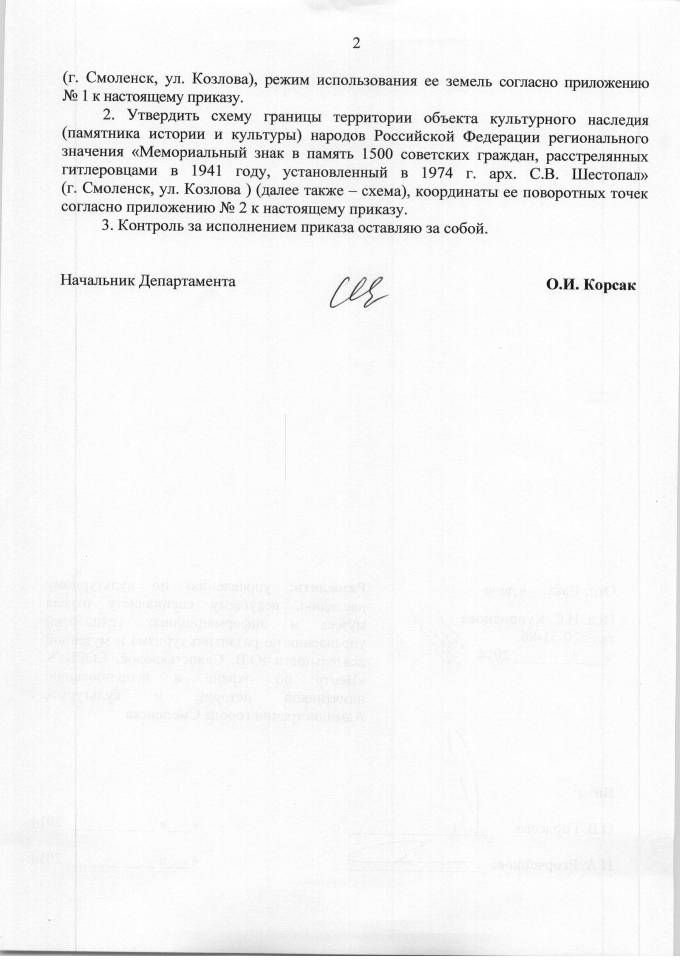 2
(г. Смоленск, ул. Козлова), режим использования ее земель согласно приложению
№ 1 к настоящему приказу.
2. Утвердить схему границы территории объекта культурного наследия
(памятника истории и культуры) народов Российской Федерации регионального
значения «Мемориальный знак в память 1500 советских граждан, расстрелянных
гитлеровцами в 1941 году, установленный в 1974 г. арх. С.В. Шестопал»
(г. Смоленск, ул. Козлова ) (далее также – схема), координаты ее поворотных точек
согласно приложению № 2 к настоящему приказу.
3. Контроль за исполнением приказа оставляю за собой.
Начальник Департамента
О.И. Корсак